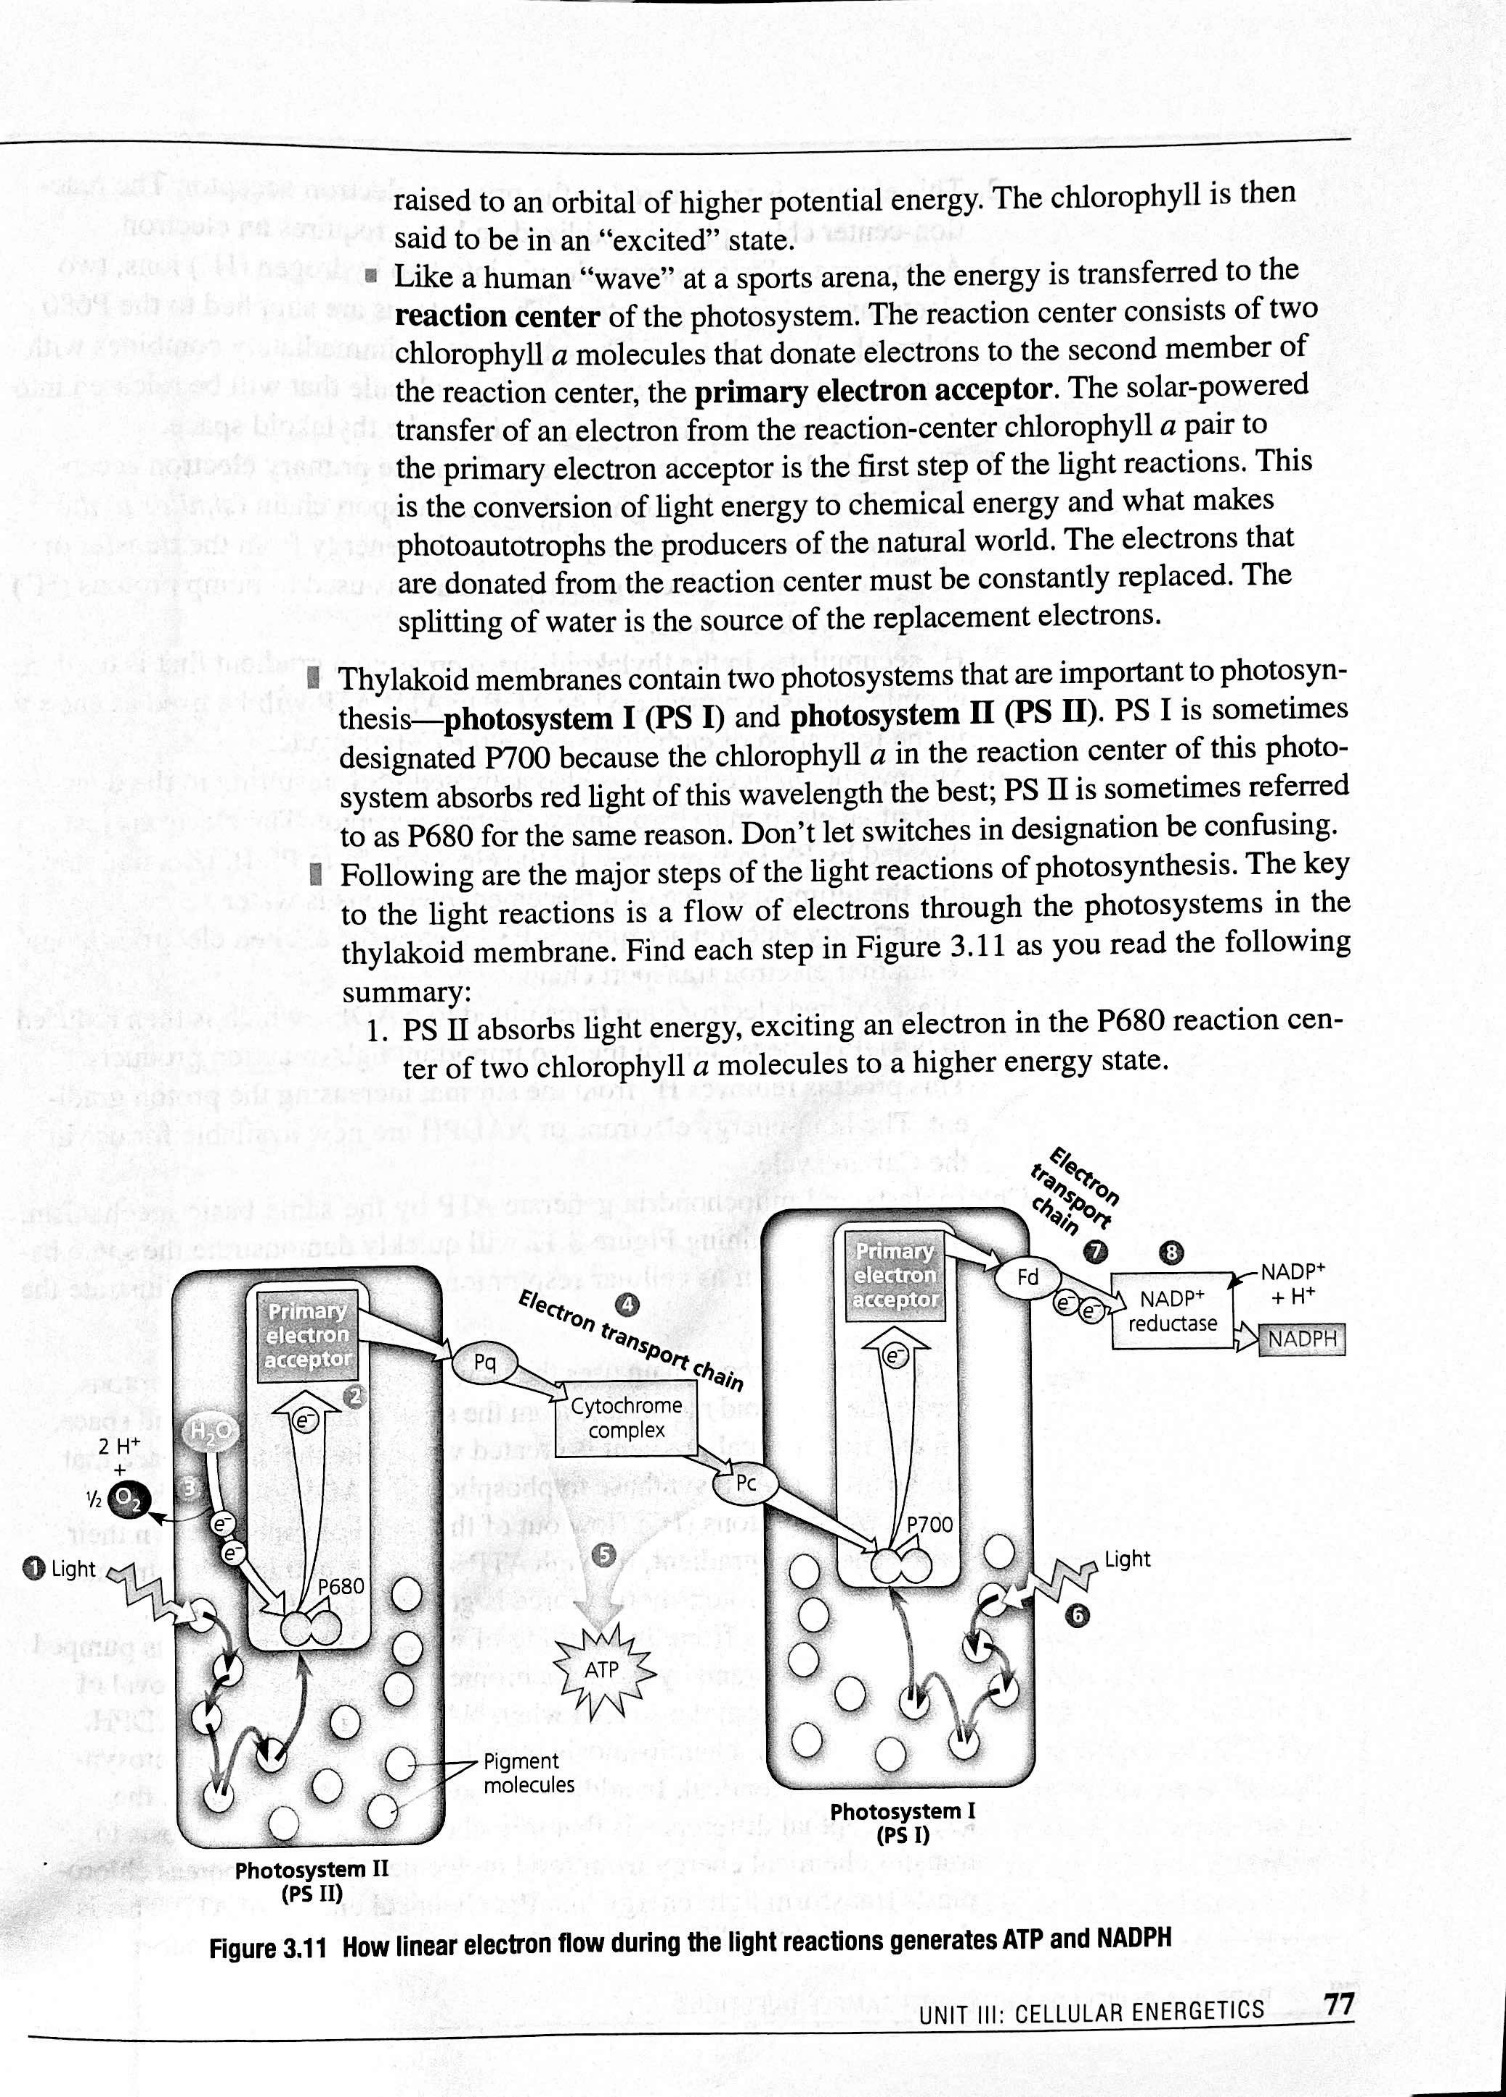 raised to an orbital of higher potential energy. The chlorophyll is then
said to be in an “excited” state.
Like a human “wave” at a sports arena, the energy is transferred to the
reaction center of the photosystem. The reaction center consists of two
chlorophyll a molecules that donate electrons to the second member of
the reaction center, the primary electron acceptor. The solar-powered
transfer of an electron from the reaction-center chlorophyll a pair to
the primary electron acceptor is the first step of the light reactions. This
is the conversion of light energy to chemical energy and what makes
photoautotrophs the producers of the natural world. The electrons that
are donated from the reaction center must be constantly replaced. The
splitting of water is the source of the replacement electrons.
Thylakoid membranes contain two photosystems that are important to photosyn-
thesis—photosystem I (PS I) and photosystem II (PS II). PS I is sometimes
designated P700 because the chlorophyll a in the reaction center of this photo-
system absorbs red light of this wavelength the best; PS II is sometimes referred
to as P680 for the same reason. Don’t let switches in designation be confusing.
Following are the major steps of the light reactions of photosynthesis. The key
to the light reactions is a flow of electrons through the photosystems in the
thylakoid membrane. Find each step in Figure 3.11 as you read the following
summary:
1. PS II absorbs light energy, exciting an electron in the P680 reaction cen-
ter of two chlorophyll a molecules to a higher energy state.
Primary
electron
acceptor
2
e⁻
H₂O
2 H⁺
+
½ O₂
3
e⁻
e⁻
1 Light
P680
Pq
4
Electron transport chain
Cytochrome
complex
Pc
5
ATP
Pigment
molecules
Photosystem II
(PS II)
Primary
electron
acceptor
e⁻
P700
Light
6
Photosystem I
(PS I)
Electron
transport
chain
7
Fd
e⁻
e⁻
8
NADP⁺
reductase
NADP⁺
+ H⁺
NADPH
Figure 3.11 How linear electron flow during the light reactions generates ATP and NADPH
UNIT III: CELLULAR ENERGETICS 77